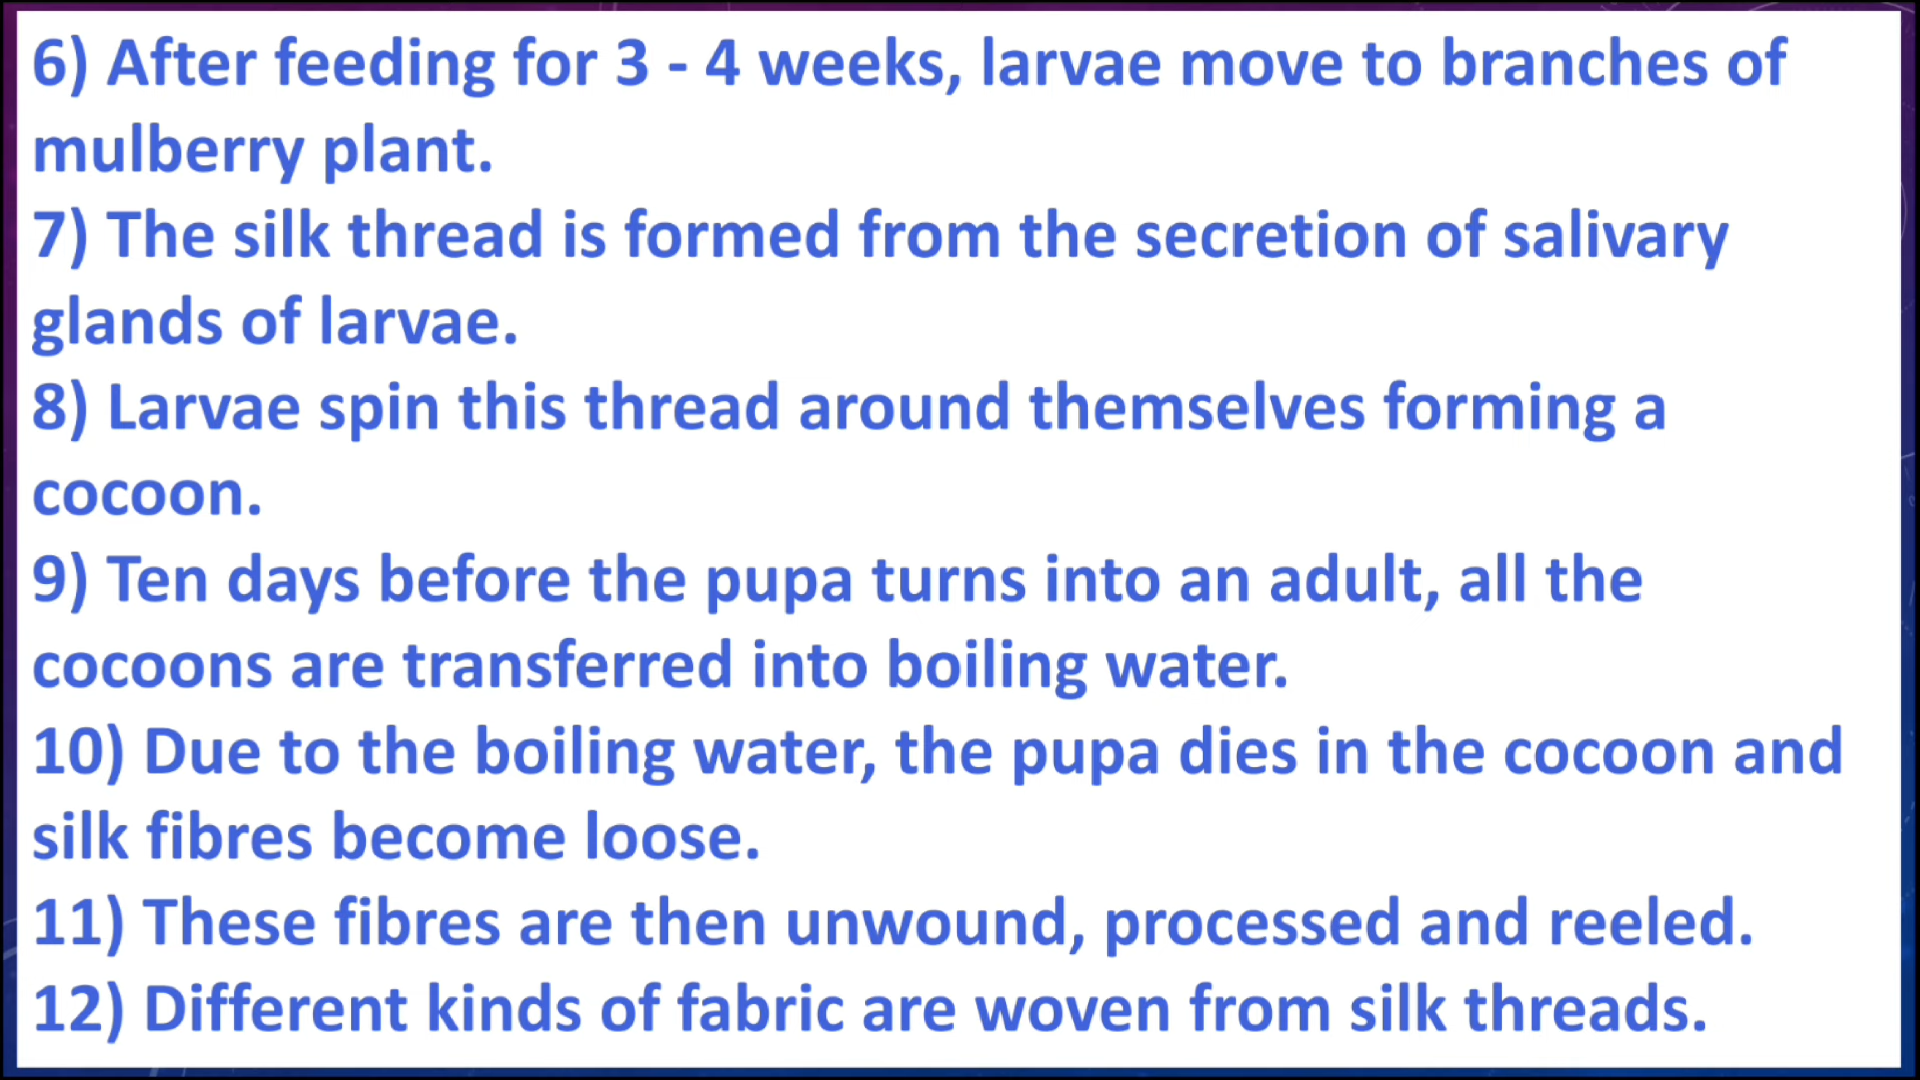 6) After feeding for 3 - 4 weeks, larvae move to branches of
mulberry plant.
7) The silk thread is formed from the secretion of salivary
glands of larvae.
8) Larvae spin this thread around themselves forming a
cocoon.
9) Ten days before the pupa turns into an adult, all the
cocoons are transferred into boiling water.
10) Due to the boiling water, the pupa dies in the cocoon and
silk fibres become loose.
11) These fibres are then unwound, processed and reeled.
12) Different kinds of fabric are woven from silk threads.